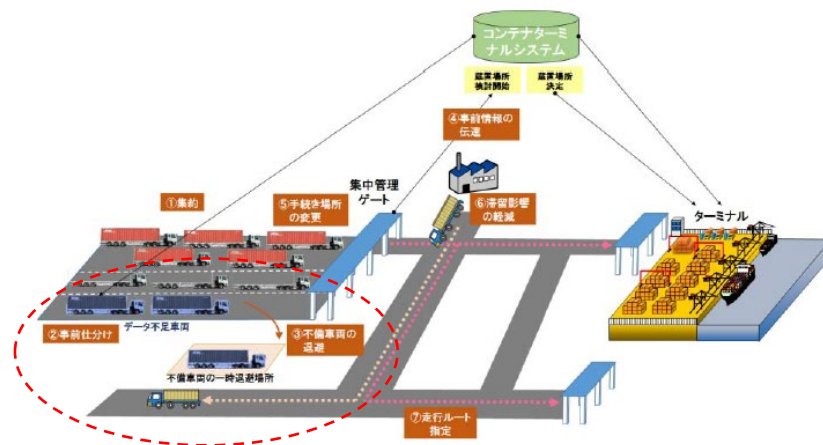 コンテナターミ
ナルシステム
蔵置場所
検討開始
蔵置場所
決定
④事前情報の
伝達
集中管理
ゲート
①集約
⑤手続き場所
の変更
⑥滞留影響
の軽減
ターミナル
②事前仕分け
データ不足車両
③不備車両の
退避
不備車両の一時退避場所
⑦走行ルート
指定